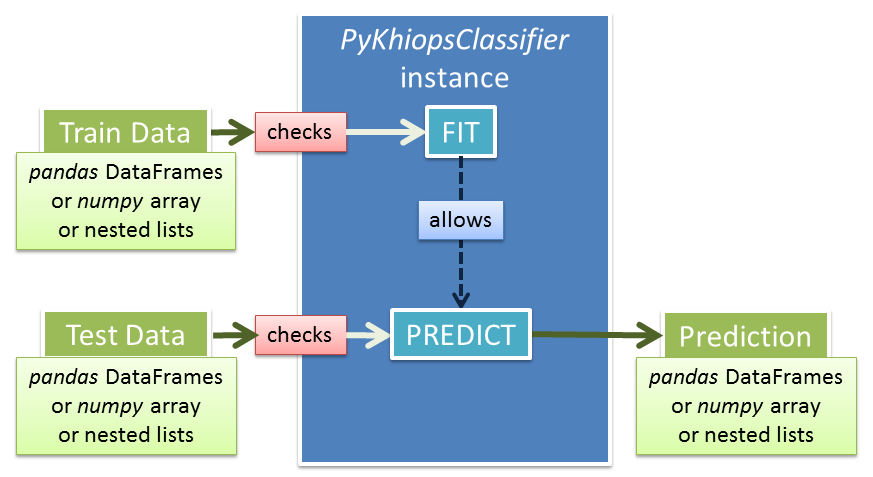 PyKhiopsClassifier
instance
Train Data
checks
FIT
pandas DataFrames
or numpy array
or nested lists
allows
Test Data
checks
PREDICT
Prediction
pandas DataFrames
or numpy array
or nested lists
pandas DataFrames
or numpy array
or nested lists